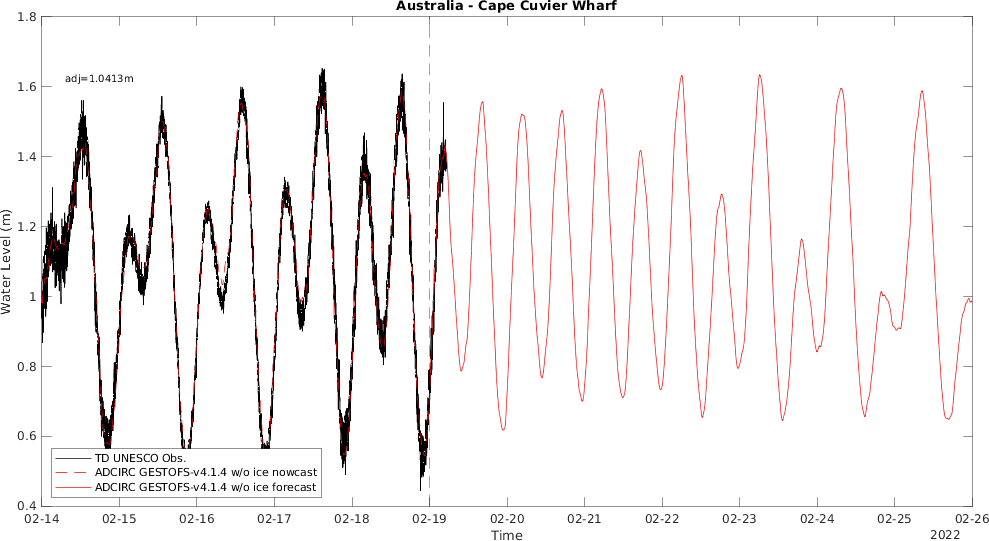 Australia - Cape Cuvier Wharf
1.8
1.6
1.4
1.2
1
0.8
0.6
0.4
Water Level (m)
adj=1.0413m
TD UNESCO Obs.
ADCIRC GESTOFS-v4.1.4 w/o ice nowcast
ADCIRC GESTOFS-v4.1.4 w/o ice forecast
02-14 02-15 02-16 02-17 02-18 02-19 02-20 02-21 02-22 02-23 02-24 02-25 02-26
Time
2022